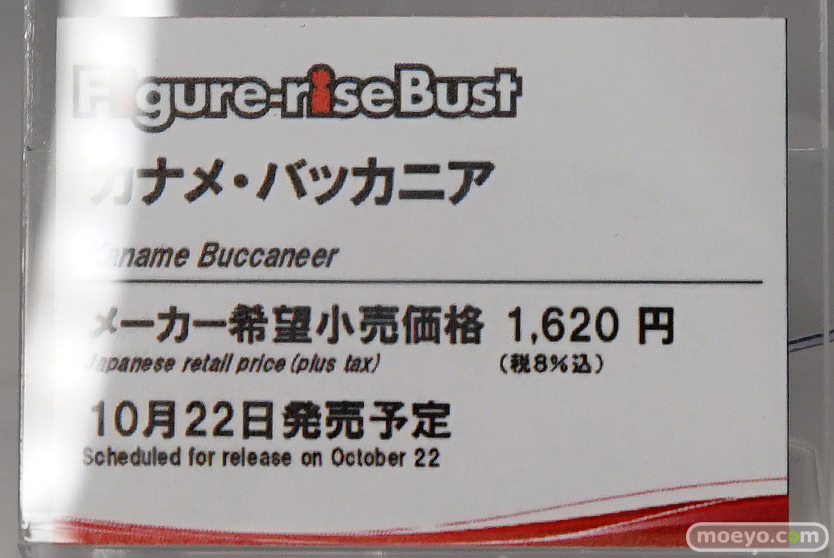 Figure-riseBust
カナメ・バッカニア
Kaname Buccaneer
メーカー希望小売価格 1,620 円
Japanese retail price (plus tax) （税8%込）
10月22日発売予定
Scheduled for release on October 22
moeyo.com